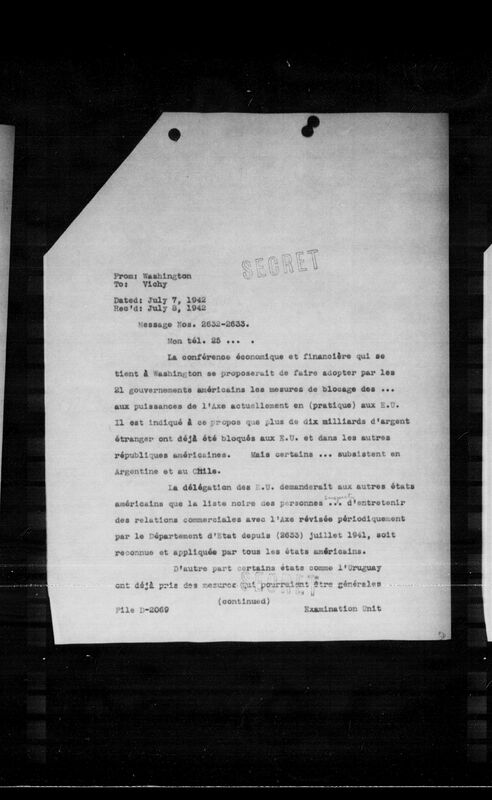 SECRET
From: Washington
To: Vichy
Dated: July 7, 1942
Rec'd: July 8, 1942
Message Nos. 2632-2633.
Mon tél. 25 ... .
La conférence économique et financière qui se
tient à Washington se proposerait de faire adopter par les
21 gouvernements américains les mesures de blocage des ...
aux puissances de l'Axe actuellement en (pratique) aux E.U.
Il est indiqué à ce propos que plus de dix milliards d'argent
étranger ont déjà été bloqués aux E.U. et dans les autres
républiques américaines. Mais certains ... subsistent en
Argentine et au Chile.
La délégation des E.U. demanderait aux autres états
américains que la liste noire des personnes ... d'entretenir
des relations commerciales avec l'Axe révisée périodiquement
par le Département d'Etat depuis (2633) juillet 1941, soit
reconnue et appliquée par tous les états américains.
D'autre part certains états comme l'Uruguay
ont déjà pris des mesures qui pourraient être générales
SECRET
(continued)
File D-2069 Examination Unit